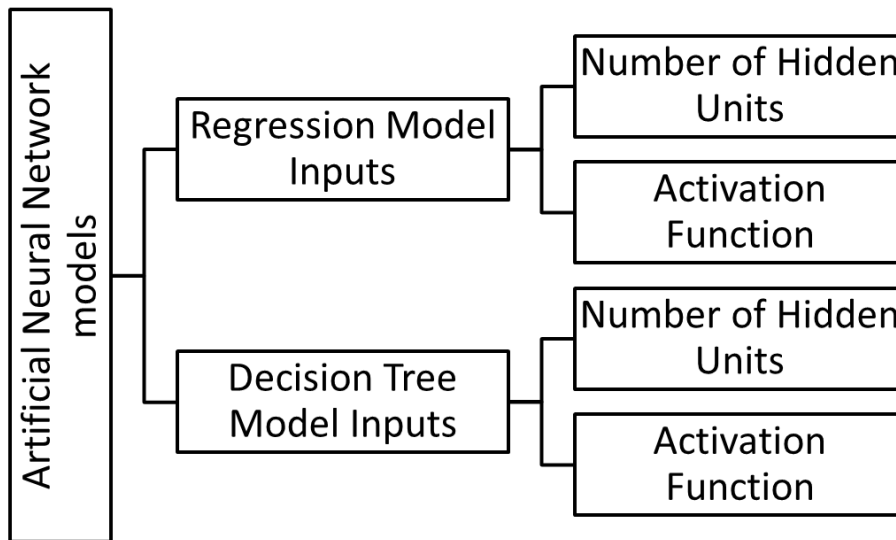 Artificial Neural Network
models
Regression Model
Inputs
Number of Hidden
Units
Activation
Function
Decision Tree
Model Inputs
Number of Hidden
Units
Activation
Function